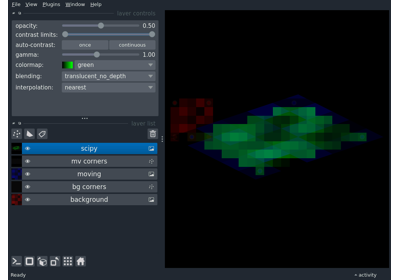 File View Plugins Window Help
layer controls
opacity: 0.50
contrast limits:
auto-contrast: once continuous
gamma: 1.00
colormap: green
blending: translucent_no_depth
interpolation: nearest
layer list
scipy
mv corners
moving
bg corners
background
Ready activity